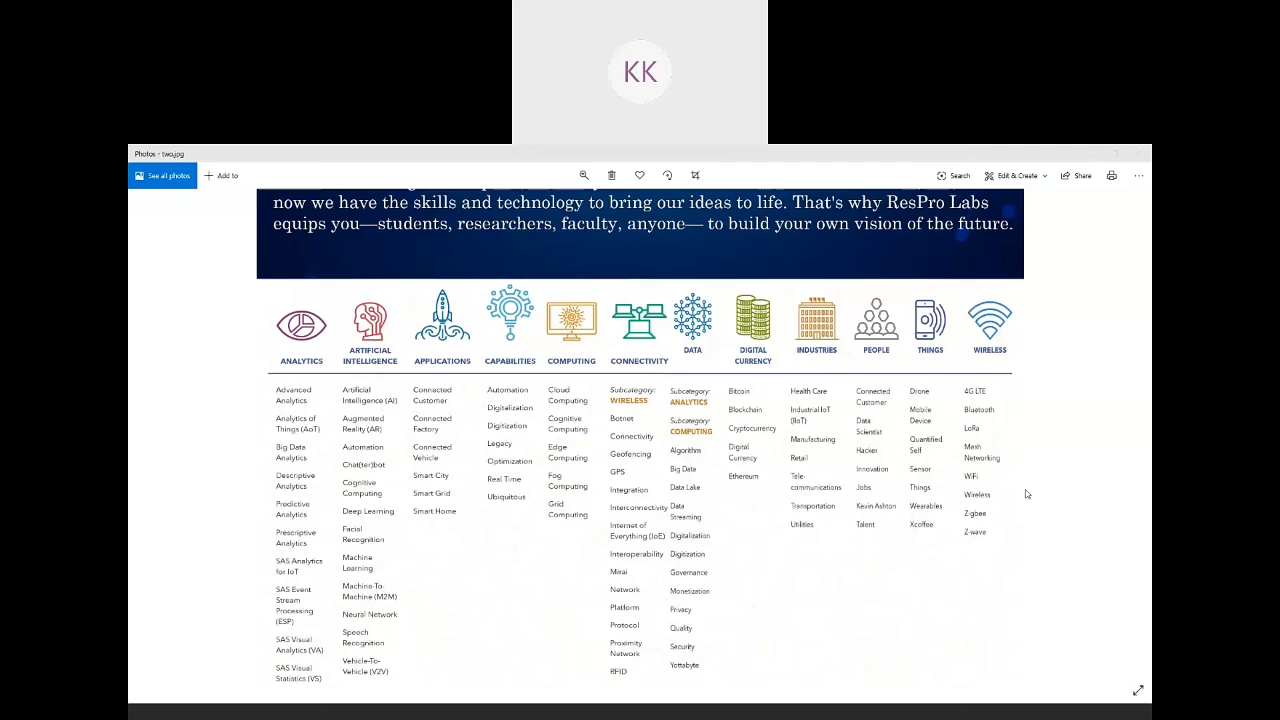 KK
Photos - two.jpg
See all photos
Add to
Search
Edit & Create
Share
now we have the skills and technology to bring our ideas to life. That's why ResPro Labs
equips you—students, researchers, faculty, anyone— to build your own vision of the future.
ANALYTICS
Advanced
Analytics
Analytics of
Things (AoT)
Big Data
Analytics
Descriptive
Analytics
Predictive
Analytics
Prescriptive
Analytics
SAS Analytics
for IoT
SAS Event
Stream
Processing
(ESP)
SAS Visual
Analytics (VA)
SAS Visual
Statistics (VS)
ARTIFICIAL
INTELLIGENCE
Artificial
Intelligence (AI)
Augmented
Reality (AR)
Automation
Chat(ter)bot
Cognitive
Computing
Deep Learning
Facial
Recognition
Machine
Learning
Machine-To-
Machine (M2M)
Neural Network
Speech
Recognition
Vehicle-To-
Vehicle (V2V)
APPLICATIONS
Connected
Customer
Connected
Factory
Connected
Vehicle
Smart City
Smart Grid
Smart Home
CAPABILITIES
Automation
Digitalization
Digitization
Legacy
Optimization
Real Time
Ubiquitous
COMPUTING
Cloud
Computing
Cognitive
Computing
Edge
Computing
Fog
Computing
Grid
Computing
CONNECTIVITY
Subcategory:
WIRELESS
Botnet
Connectivity
Geofencing
GPS
Integration
Interconnectivity
Internet of
Everything (IoE)
Interoperability
Mirai
Network
Platform
Protocol
Proximity
Network
RFID
DATA
Subcategory:
ANALYTICS
Subcategory:
COMPUTING
Algorithm
Big Data
Data Lake
Data
Streaming
Digitalization
Digitization
Governance
Monetization
Privacy
Quality
Security
Yottabyte
DIGITAL
CURRENCY
Bitcoin
Blockchain
Cryptocurrency
Digital
Currency
Ethereum
INDUSTRIES
Health Care
Industrial IoT
(IIoT)
Manufacturing
Retail
Tele-
communications
Transportation
Utilities
PEOPLE
Connected
Customer
Data
Scientist
Hacker
Innovation
Jobs
Kevin Ashton
Talent
THINGS
Drone
Mobile
Device
Quantified
Self
Sensor
Things
Wearables
Xcoffee
WIRELESS
4G LTE
Bluetooth
LoRa
Mesh
Networking
WiFi
Wireless
Zigbee
Z-wave